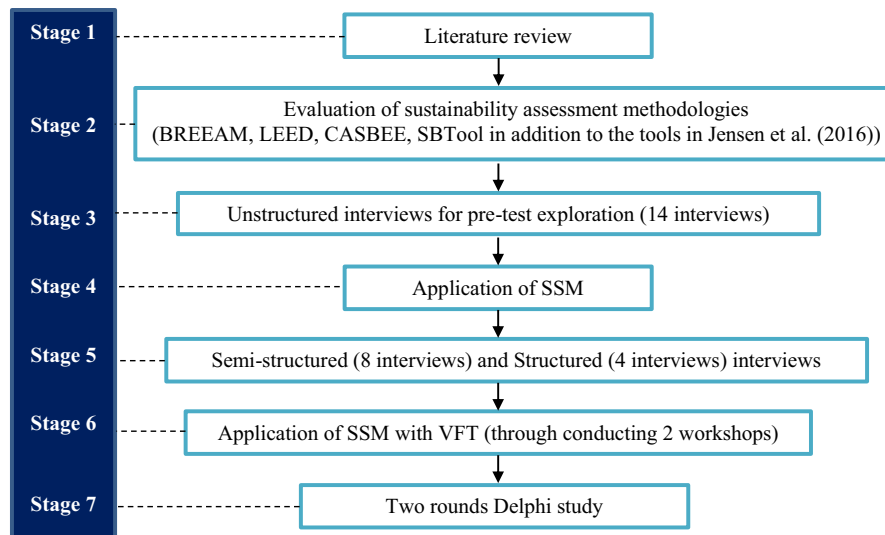 Stage 1
Literature review
Stage 2
Evaluation of sustainability assessment methodologies
(BREEAM, LEED, CASBEE, SBTool in addition to the tools in Jensen et al. (2016))
Stage 3
Unstructured interviews for pre-test exploration (14 interviews)
Stage 4
Application of SSM
Stage 5
Semi-structured (8 interviews) and Structured (4 interviews) interviews
Stage 6
Application of SSM with VFT (through conducting 2 workshops)
Stage 7
Two rounds Delphi study